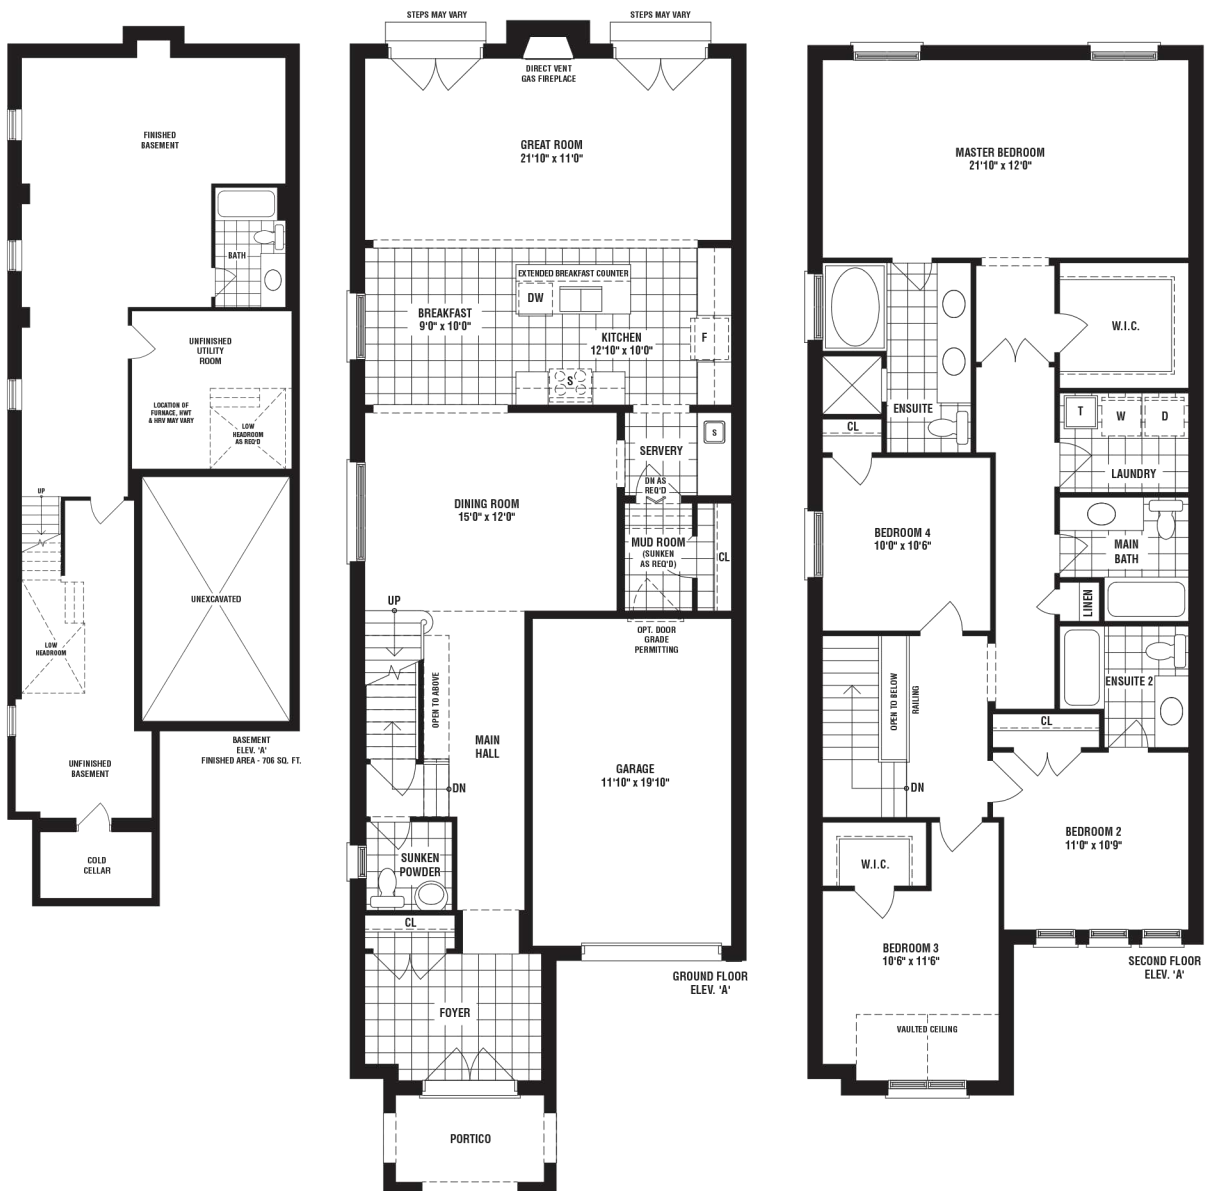 FINISHED
BASEMENT
BATH
UNFINISHED
UTILITY
ROOM
LOCATION OF
FURNACE, HWT
& HRV MAY VARY
LOW
HEADROOM
AS REQ'D
UP
UNEXCAVATED
LOW
HEADROOM
BASEMENT
ELEV. 'A'
FINISHED AREA - 706 SQ. FT.
UNFINISHED
BASEMENT
COLD
CELLAR
STEPS MAY VARY
STEPS MAY VARY
DIRECT VENT
GAS FIREPLACE
GREAT ROOM
21'10" x 11'0"
EXTENDED BREAKFAST COUNTER
DW
BREAKFAST
9'0" x 10'0"
KITCHEN
12'10" x 10'0"
F
S
SERVERY
S
DN AS
REQ'D
DINING ROOM
15'0" x 12'0"
MUD ROOM
(SUNKEN
AS REQ'D)
CL
UP
OPT. DOOR
GRADE
PERMITTING
OPEN TO ABOVE
MAIN
HALL
GARAGE
11'10" x 19'10"
DN
SUNKEN
POWDER
CL
FOYER
GROUND FLOOR
ELEV. 'A'
PORTICO
MASTER BEDROOM
21'10" x 12'0"
W.I.C.
ENSUITE
CL
T
W
D
LAUNDRY
BEDROOM 4
10'0" x 10'6"
MAIN
BATH
LINEN
ENSUITE 2
OPEN TO BELOW
RAILING
CL
DN
BEDROOM 2
11'0" x 10'9"
W.I.C.
BEDROOM 3
10'6" x 11'6"
SECOND FLOOR
ELEV. 'A'
VAULTED CEILING